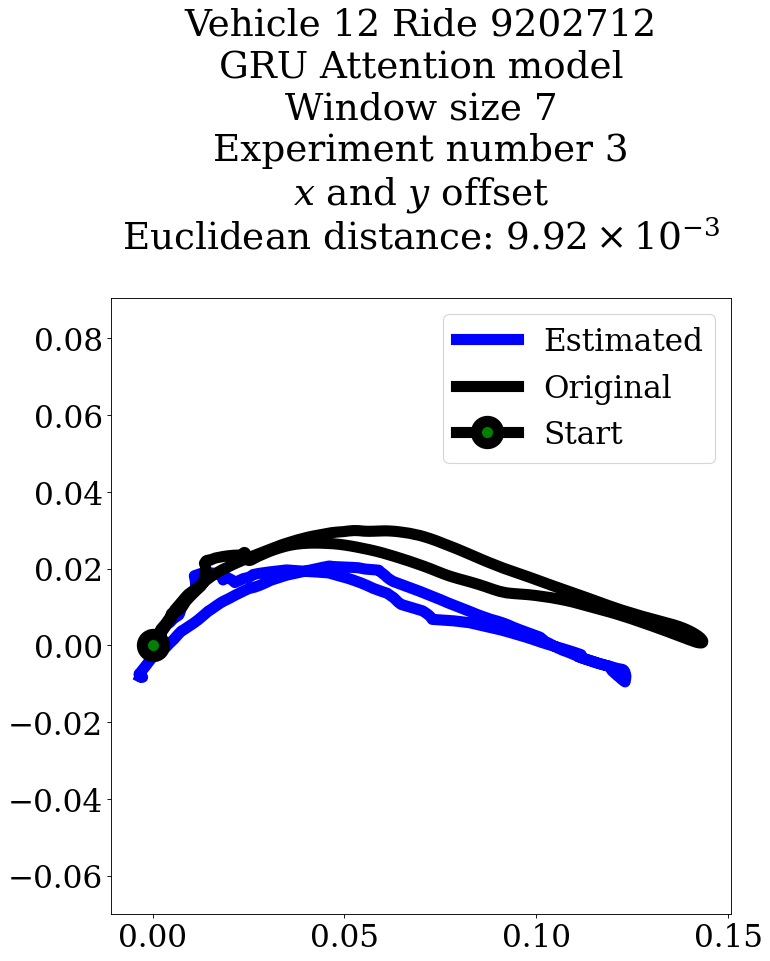 Vehicle 12 Ride 9202712
GRU Attention model
Window size 7
Experiment number 3
x and y offset
Euclidean distance: 9.92 × 10⁻³
Estimated
Original
Start
0.08
0.06
0.04
0.02
0.00
−0.02
−0.04
−0.06
0.00 0.05 0.10 0.15